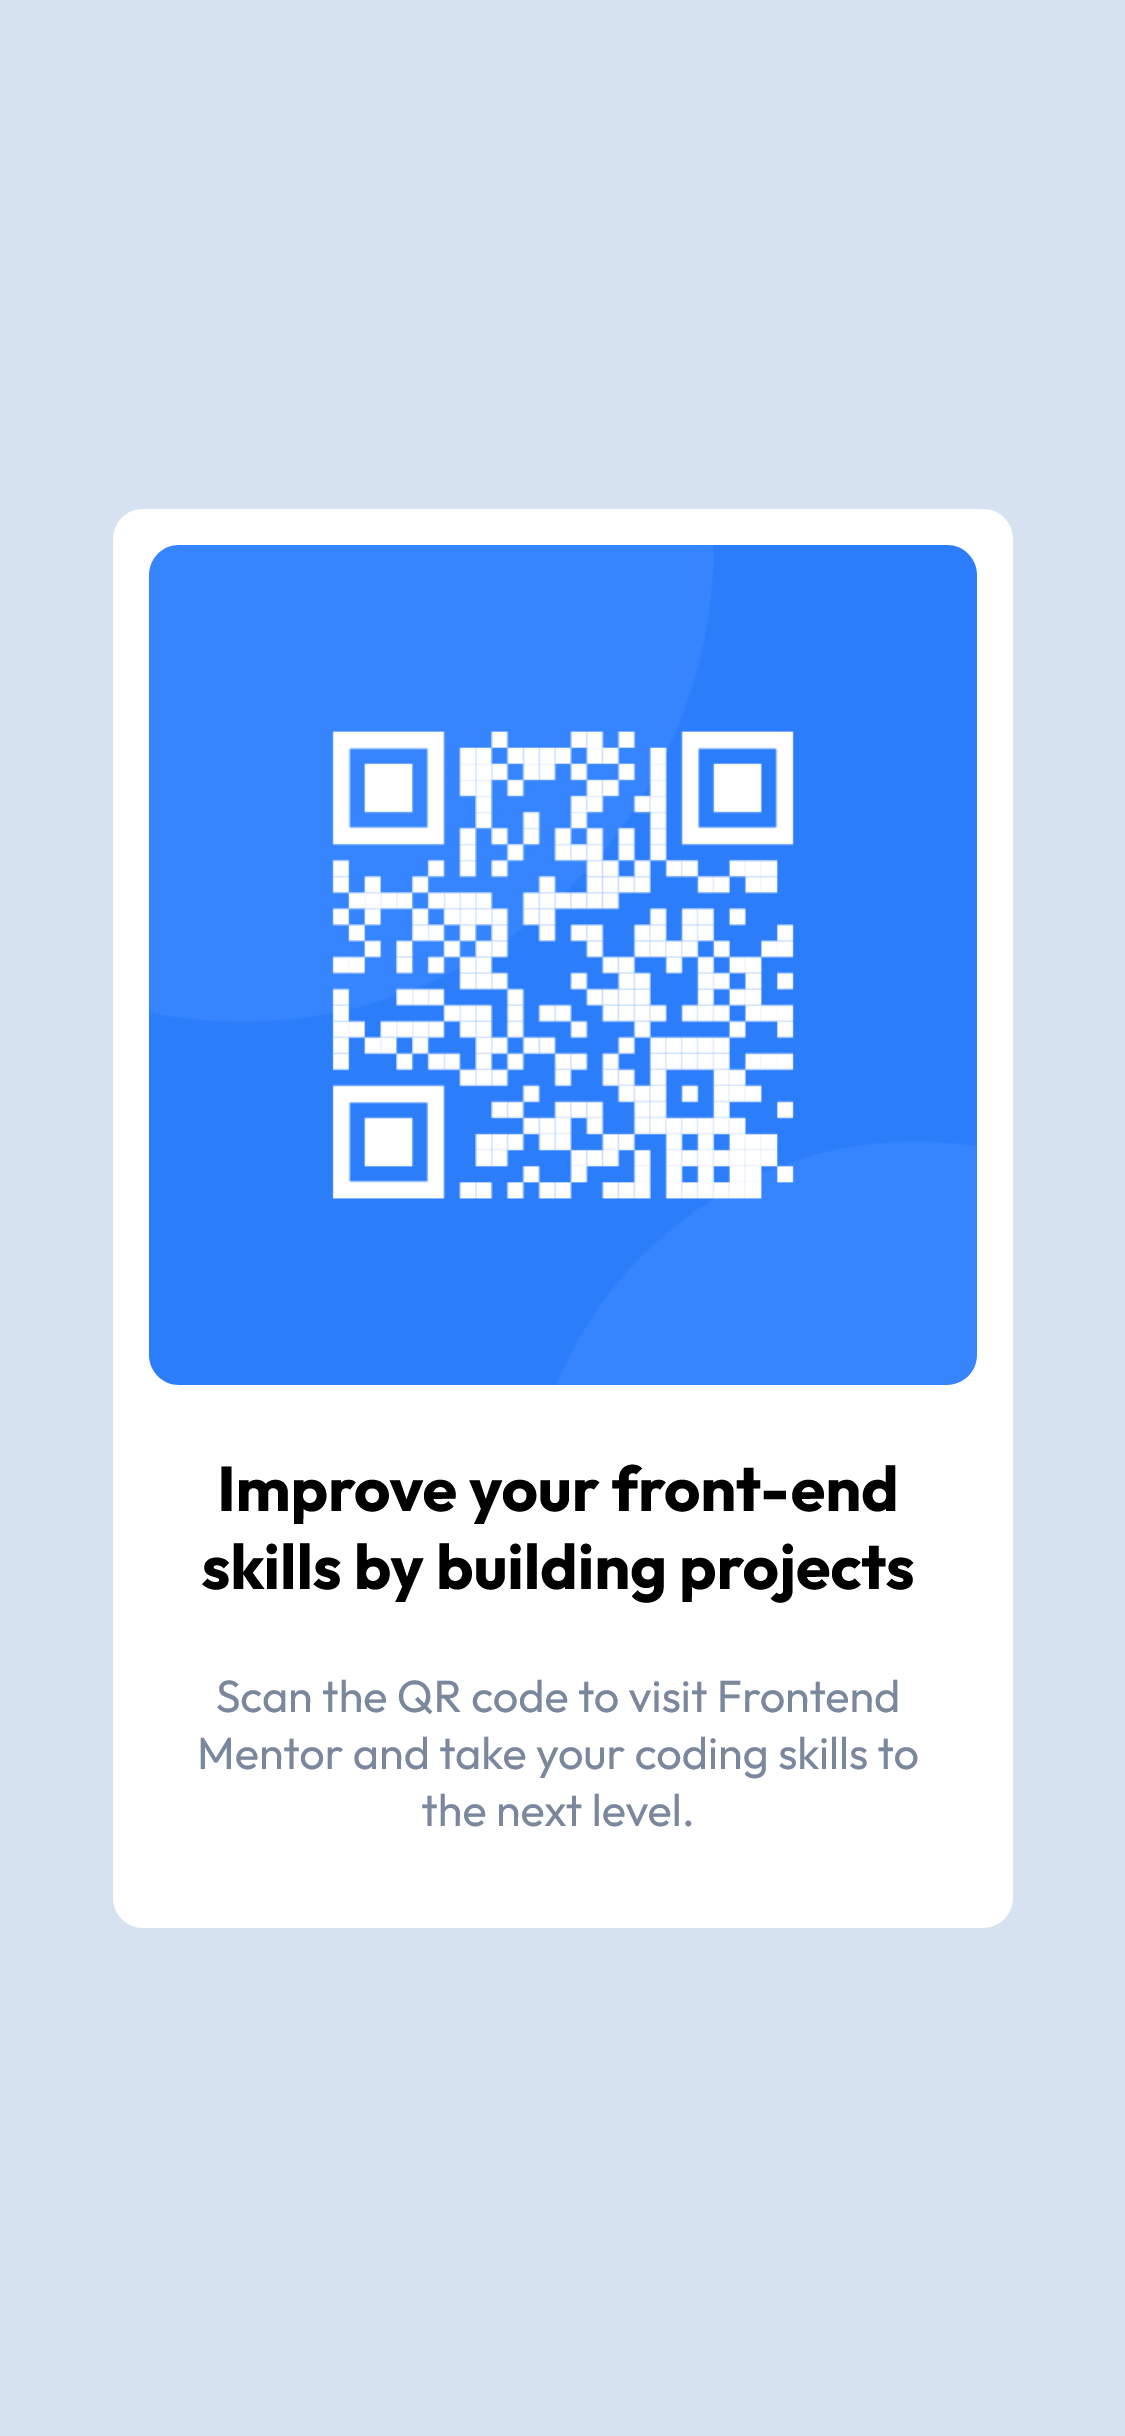 Improve your front-end
skills by building projects
Scan the QR code to visit Frontend
Mentor and take your coding skills to
the next level.